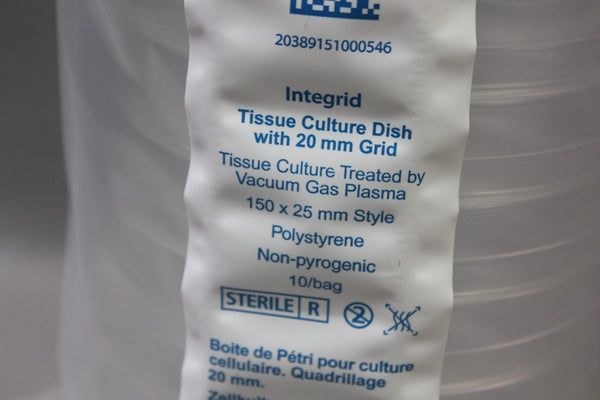 20389151000546
Integrid
Tissue Culture Dish
with 20 mm Grid
Tissue Culture Treated by
Vacuum Gas Plasma
150 x 25 mm Style
Polystyrene
Non-pyrogenic
10/bag
STERILE R 2
Boite de Pétri pour culture
cellulaire. Quadrillage
20 mm.